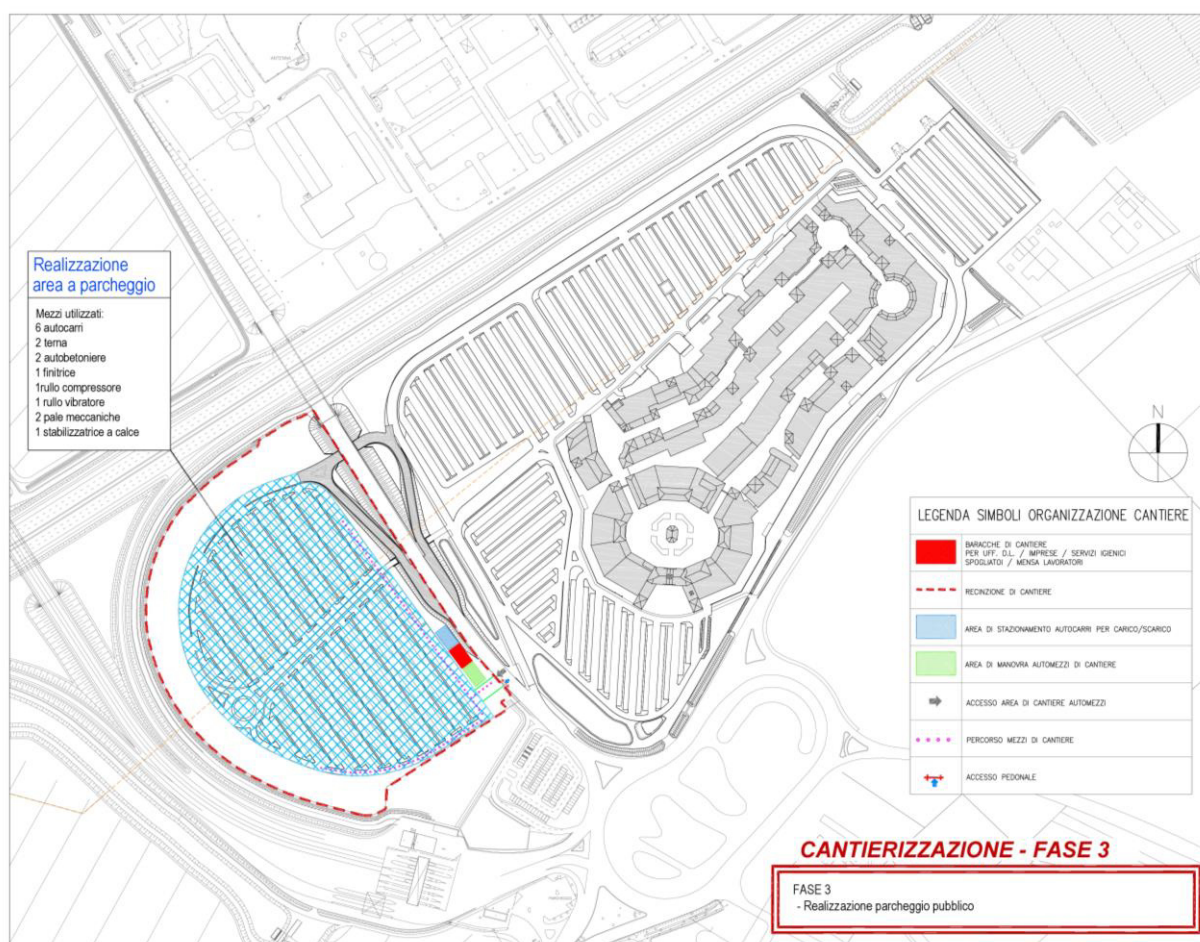 Realizzazione
area a parcheggio
Mezzi utilizzati:
6 autocarri
2 terna
2 autobetoniere
1 finitrice
1rullo compressore
1 rullo vibratore
2 pale meccaniche
1 stabilizzatrice a calce
ANTENNA
N
LEGENDA SIMBOLI ORGANIZZAZIONE CANTIERE
BARACCHE DI CANTIERE
PER UFF. D.L. / IMPRESE / SERVIZI IGIENICI
SPOGLIATOI / MENSA LAVORATORI
RECINZIONE DI CANTIERE
AREA DI STAZIONAMENTO AUTOCARRI PER CARICO/SCARICO
AREA DI MANOVRA AUTOMEZZI DI CANTIERE
ACCESSO AREA DI CANTIERE AUTOMEZZI
PERCORSO MEZZI DI CANTIERE
ACCESSO PEDONALE
CANTIERIZZAZIONE - FASE 3
FASE 3
- Realizzazione parcheggio pubblico